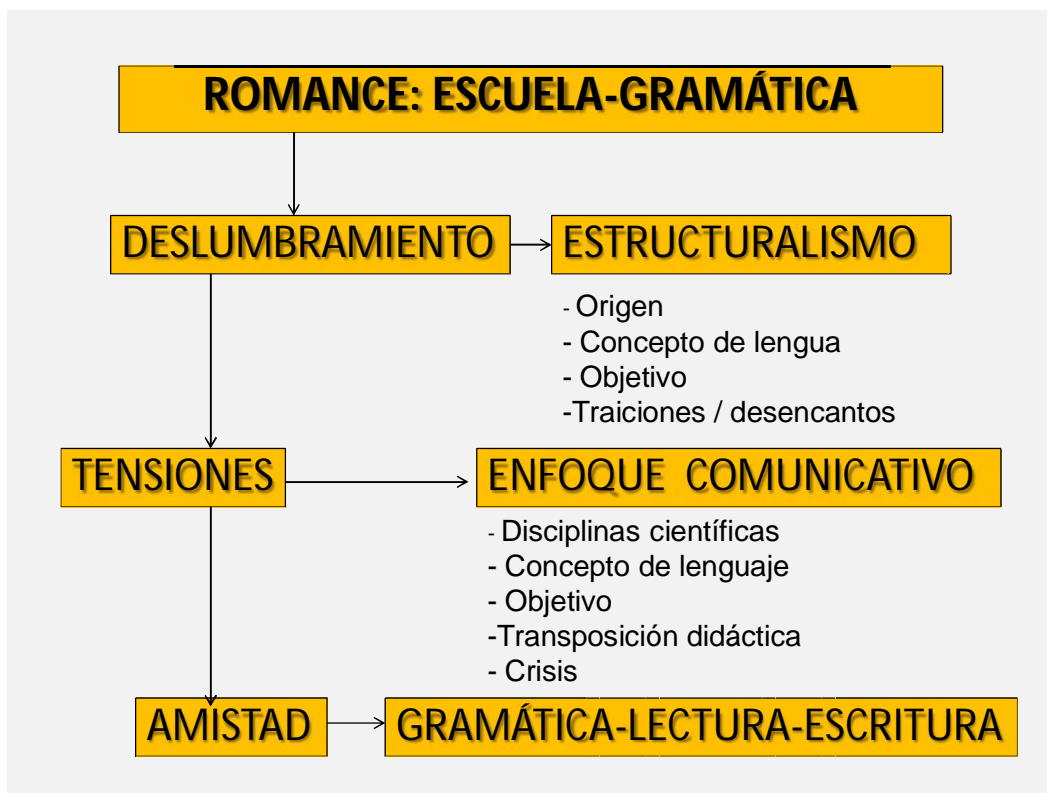 ROMANCE: ESCUELA-GRAMÁTICA
DESLUMBRAMIENTO
ESTRUCTURALISMO
- Origen
- Concepto de lengua
- Objetivo
-Traiciones / desencantos
TENSIONES
ENFOQUE COMUNICATIVO
- Disciplinas científicas
- Concepto de lenguaje
- Objetivo
-Transposición didáctica
- Crisis
AMISTAD
GRAMÁTICA-LECTURA-ESCRITURA